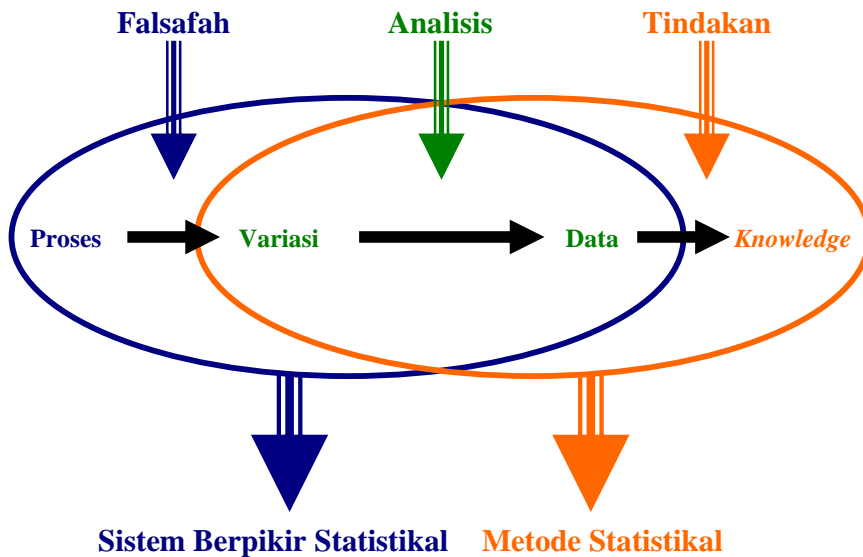 Falsafah Analisis Tindakan
Proses Variasi Data Knowledge
Sistem Berpikir Statistikal Metode Statistikal